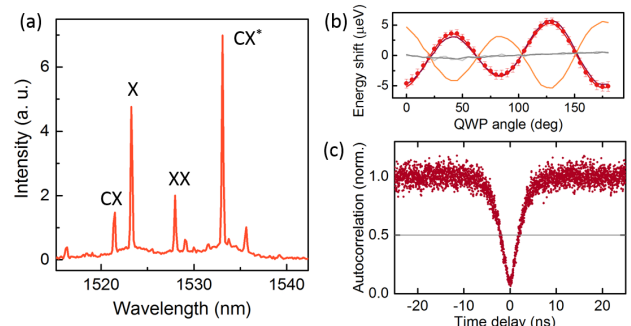 (a)
CX*
X
XX
CX
Intensity (a. u.)
7
5
2
0
1520
1530
1540
Wavelength (nm)
(b)
Energy shift (µeV)
5
0
-5
0
50
100
150
QWP angle (deg)
(c)
Autocorrelation (norm.)
1.0
0.5
0.0
-20
-10
0
10
20
Time delay (ns)